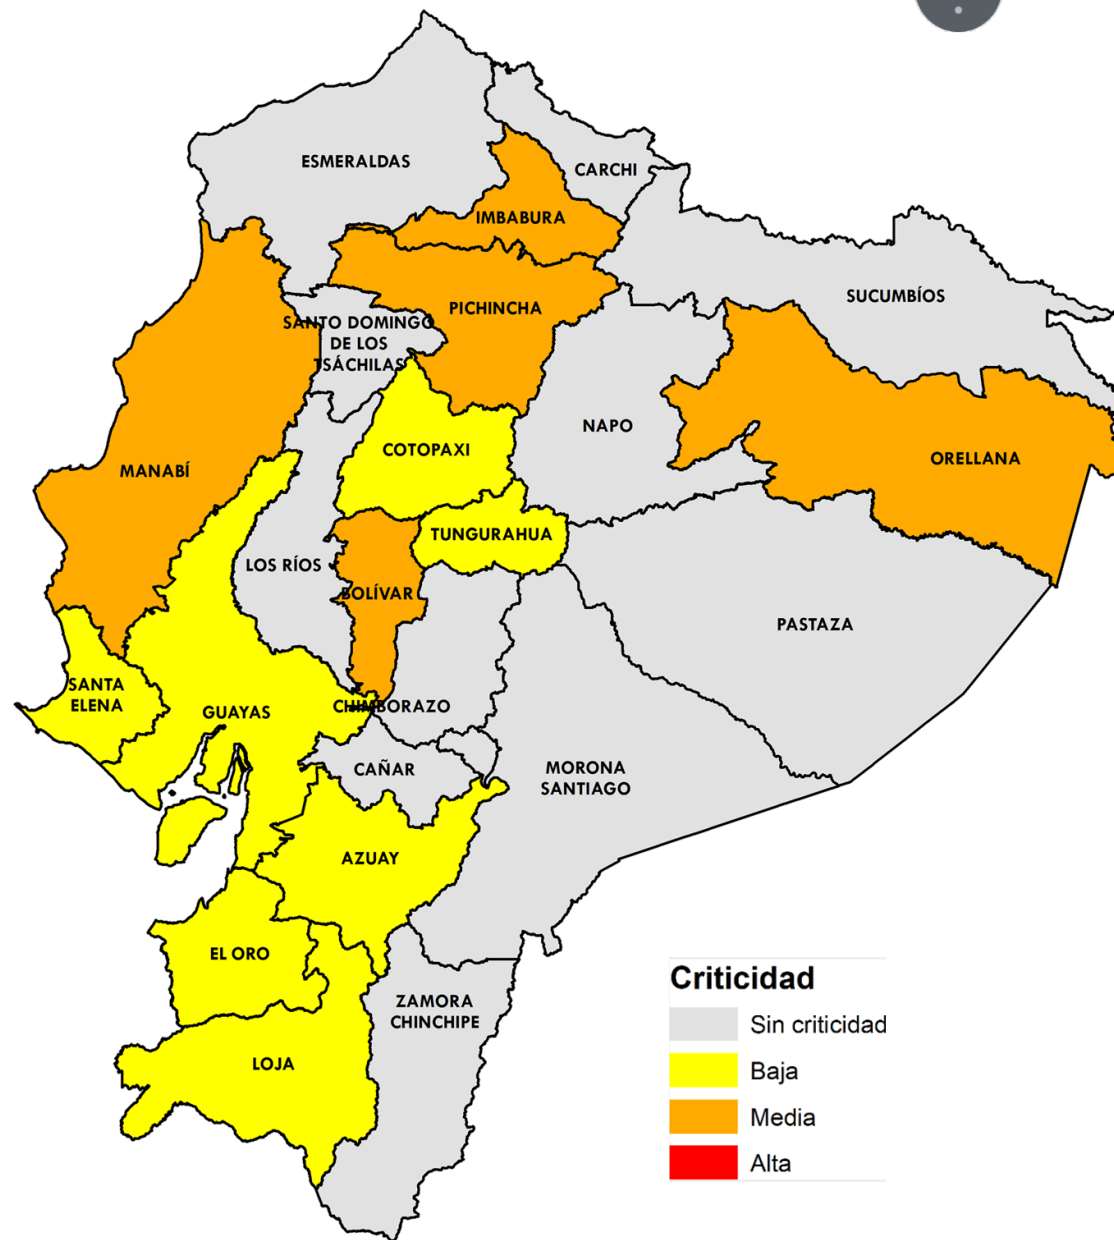 ESMERALDAS
CARCHI
IMBABURA
SUCUMBÍOS
PICHINCHA
SANTO DOMINGO
DE LOS
TSÁCHILAS
NAPO
COTOPAXI
ORELLANA
MANABÍ
TUNGURAHUA
LOS RÍOS
BOLÍVAR
PASTAZA
SANTA
ELENA
GUAYAS
CHIMBORAZO
CAÑAR
MORONA
SANTIAGO
AZUAY
EL ORO
ZAMORA
CHINCHIPE
LOJA
Criticidad
Sin criticidad
Baja
Media
Alta